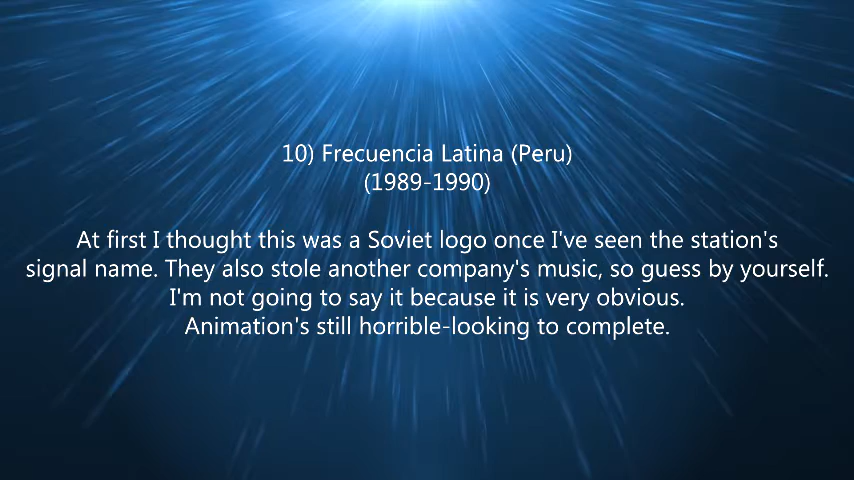 10) Frecuencia Latina (Peru)
(1989-1990)
At first I thought this was a Soviet logo once I've seen the station's
signal name. They also stole another company's music, so guess by yourself.
I'm not going to say it because it is very obvious.
Animation's still horrible-looking to complete.